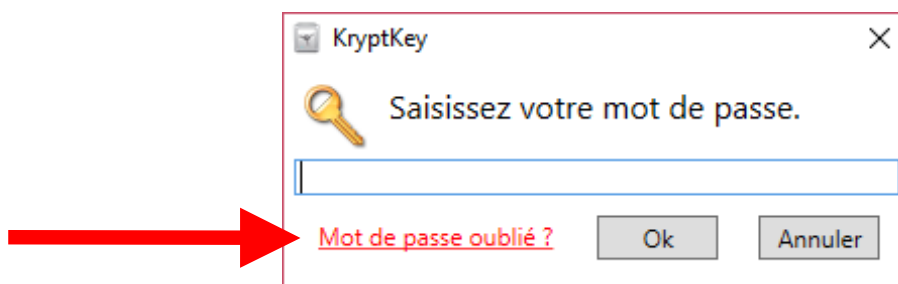 KryptKey
Saisissez votre mot de passe.
Mot de passe oublié ? Ok Annuler